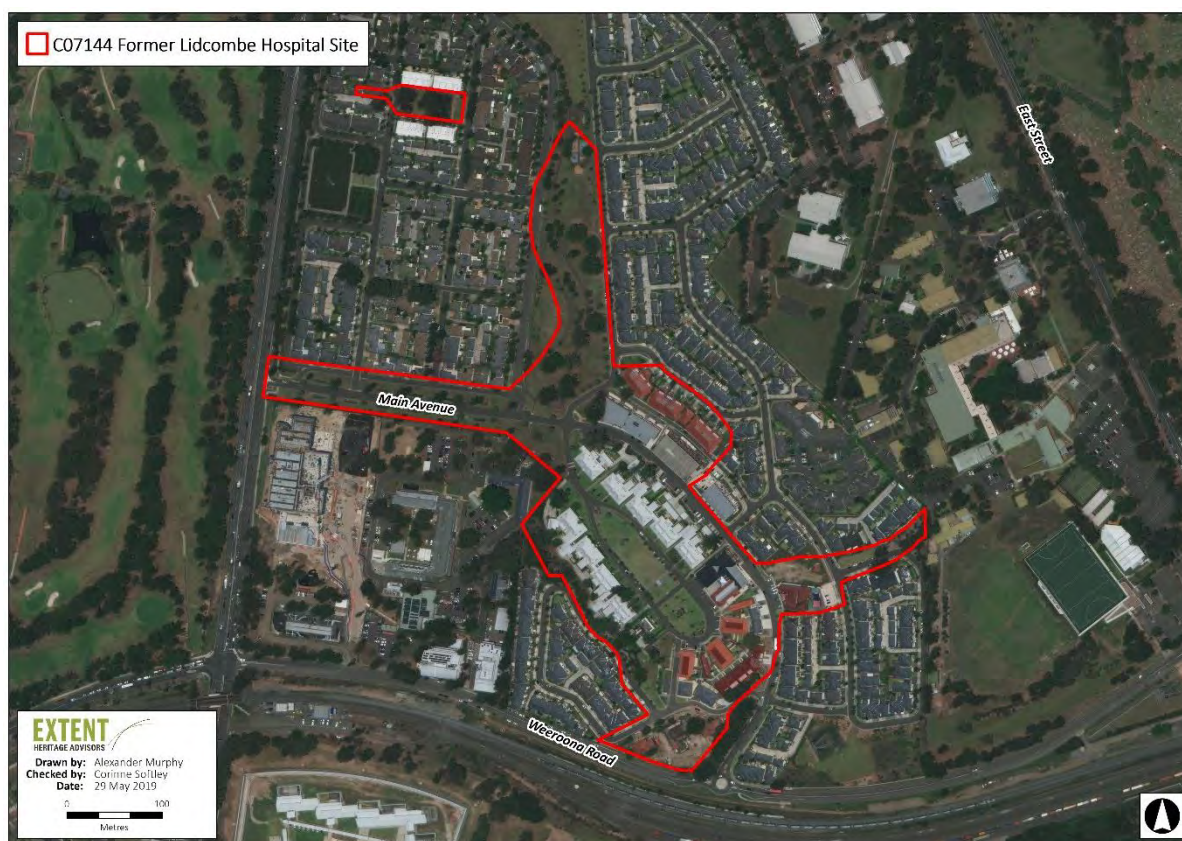 C07144 Former Lidcombe Hospital Site
East Street
Main Avenue
Weeroona Road
EXTENT
HERITAGE ADVISORS
Drawn by: Alexander Murphy
Checked by: Corinne Softley
Date: 29 May 2019
0 100
Metres